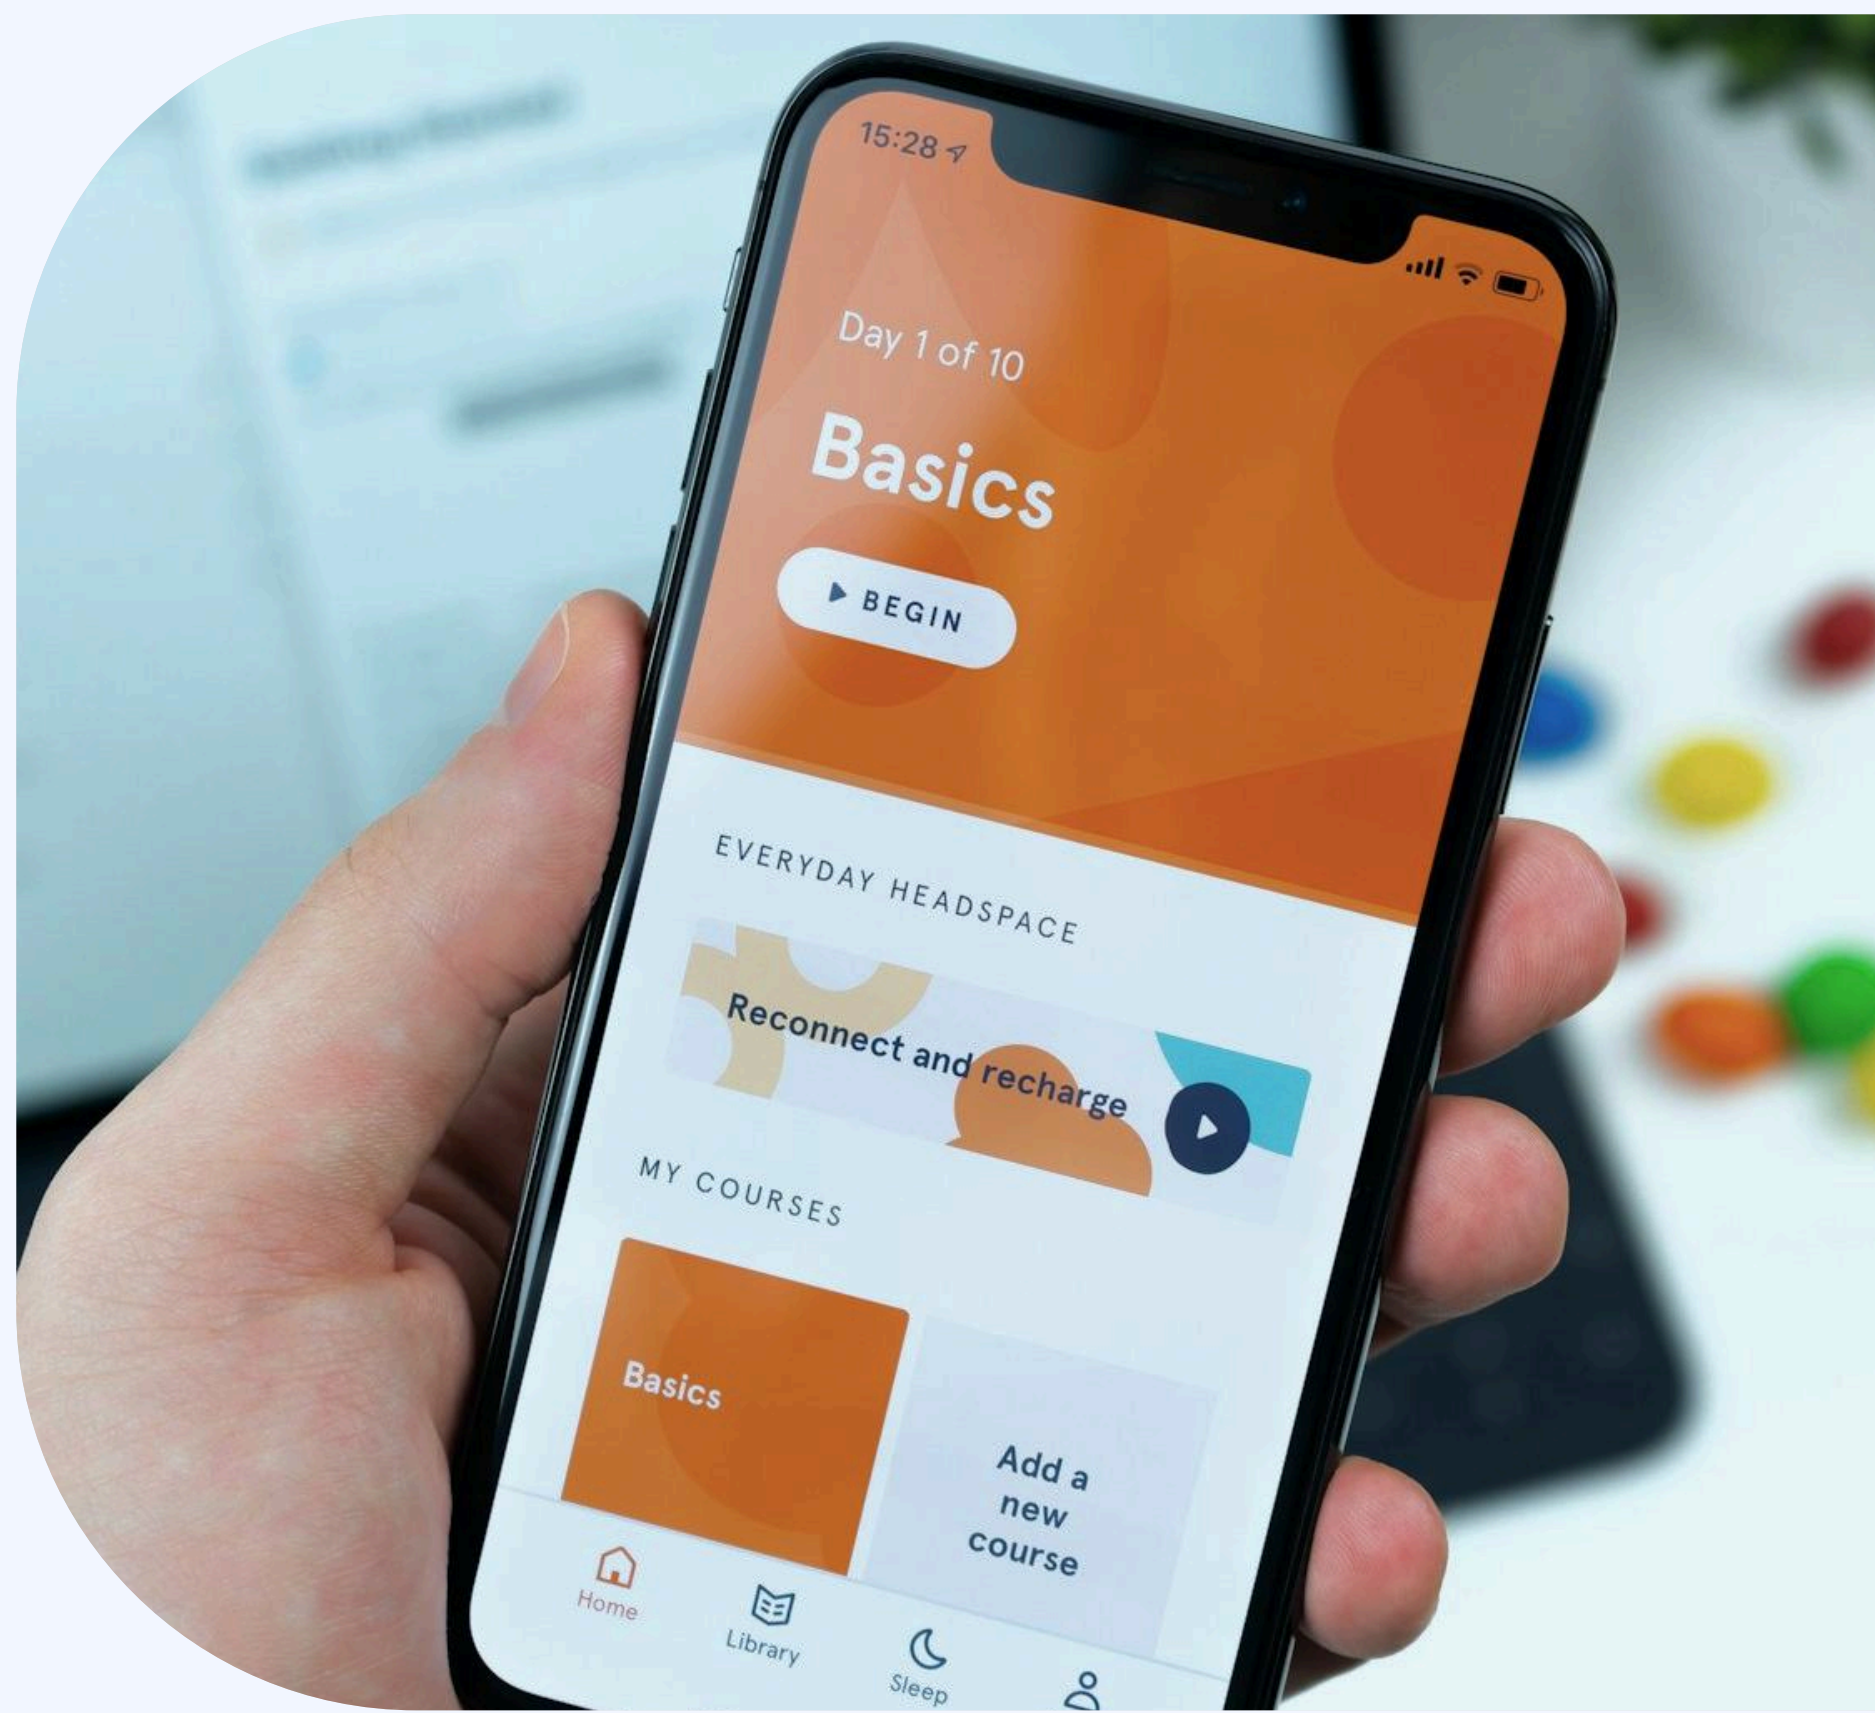 15:28
Day 1 of 10
Basics
BEGIN
EVERYDAY HEADSPACE
Reconnect and recharge
MY COURSES
Basics
Add a
new
course
Home
Library
Sleep